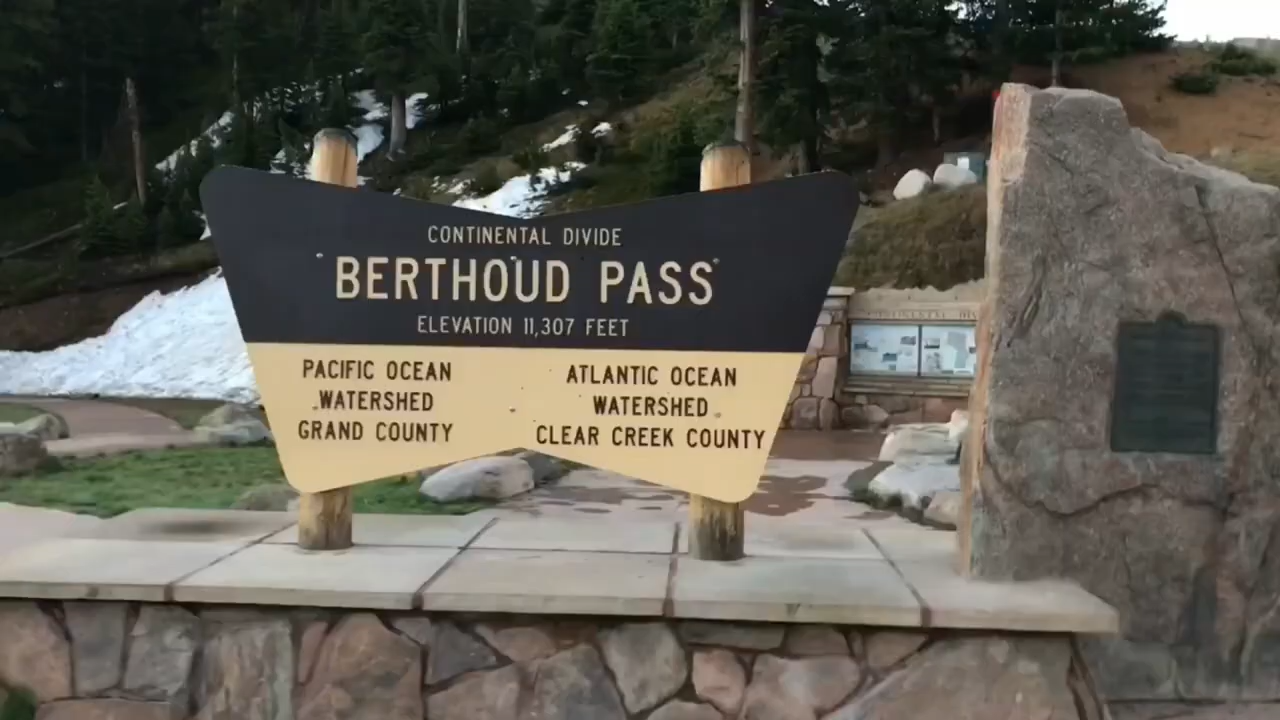 CONTINENTAL DIVIDE
BERTHOUD PASS
ELEVATION 11,307 FEET
PACIFIC OCEAN
WATERSHED
GRAND COUNTY
ATLANTIC OCEAN
WATERSHED
CLEAR CREEK COUNTY
CONTINENTAL